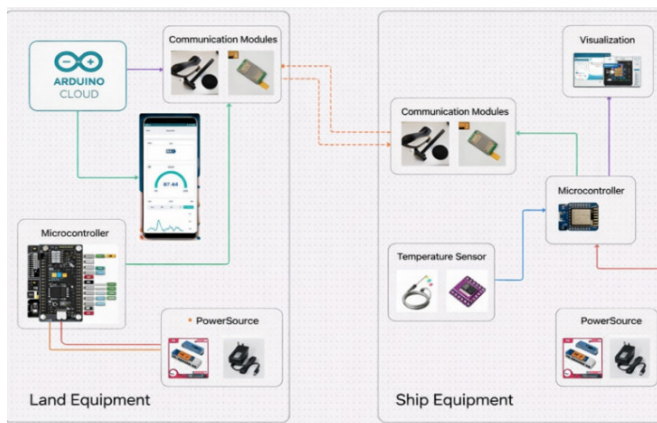 Communication Modules
ARDUINO
CLOUD
Microcontroller
PowerSource
Land Equipment
Visualization
Communication Modules
Microcontroller
Temperature Sensor
PowerSource
Ship Equipment